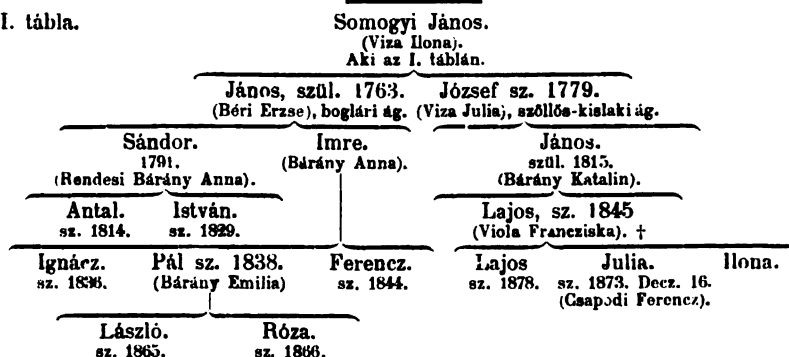 I. tábla.
Somogyi János.
(Viza Ilona).
Aki az I. táblán.
János, szül. 1763. József sz. 1779.
(Béri Erzse), boglári ág. (Viza Julia), szöllős-kislaki ág.
Sándor. Imre. János.
1791. (Bárány Anna). szül. 1815.
(Rendesi Bárány Anna). (Bárány Katalin).
Antal. István. Lajos, sz. 1845
sz. 1814. sz. 1829. (Viola Francziska). †
Ignácz. Pál sz. 1838. Ferencz. Lajos Julia. Ilona.
sz. 1836. (Bárány Emilia) sz. 1844. sz. 1878. sz. 1873. Decz. 16.
(Csapodi Ferencz).
László. Róza.
sz. 1865. sz. 1866.